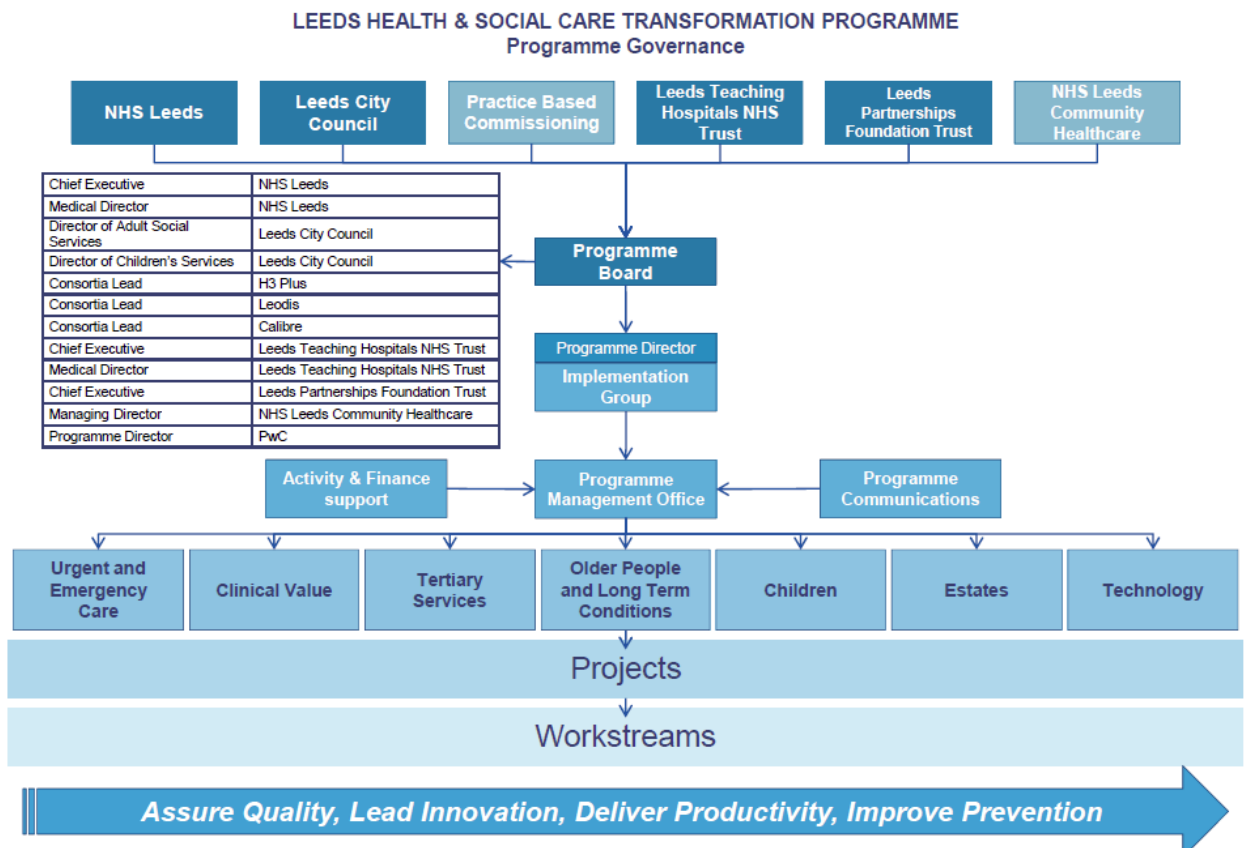 LEEDS HEALTH & SOCIAL CARE TRANSFORMATION PROGRAMME
Programme Governance
NHS Leeds
Leeds City
Council
Practice Based
Commissioning
Leeds Teaching
Hospitals NHS
Trust
Leeds
Partnerships
Foundation Trust
NHS Leeds
Community
Healthcare
Chief Executive NHS Leeds
Medical Director NHS Leeds
Director of Adult Social
Services
Leeds City Council
Director of Children's Services Leeds City Council
Consortia Lead H3 Plus
Consortia Lead Leodis
Consortia Lead Calibre
Chief Executive Leeds Teaching Hospitals NHS Trust
Medical Director Leeds Teaching Hospitals NHS Trust
Chief Executive Leeds Partnerships Foundation Trust
Managing Director NHS Leeds Community Healthcare
Programme Director PwC
Programme
Board
Programme Director
Implementation
Group
Activity & Finance
support
Programme
Management Office
Programme
Communications
Urgent and
Emergency
Care
Clinical Value
Tertiary
Services
Older People
and Long Term
Conditions
Children
Estates
Technology
Projects
Workstreams
Assure Quality, Lead Innovation, Deliver Productivity, Improve Prevention